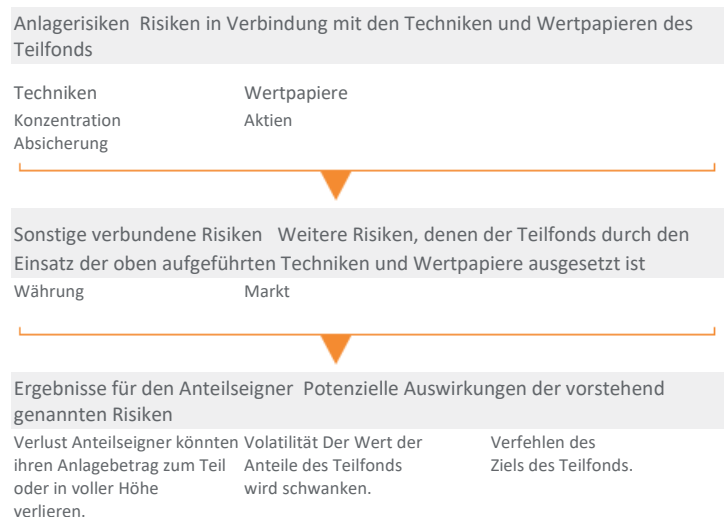 Anlagerisiken Risiken in Verbindung mit den Techniken und Wertpapieren des
Teilfonds
Techniken Wertpapiere
Konzentration Aktien
Absicherung
Sonstige verbundene Risiken Weitere Risiken, denen der Teilfonds durch den
Einsatz der oben aufgeführten Techniken und Wertpapiere ausgesetzt ist
Währung Markt
Ergebnisse für den Anteilseigner Potenzielle Auswirkungen der vorstehend
genannten Risiken
Verlust Anteilseigner könnten
ihren Anlagebetrag zum Teil
oder in voller Höhe
verlieren.
Volatilität Der Wert der
Anteile des Teilfonds
wird schwanken.
Verfehlen des
Ziels des Teilfonds.